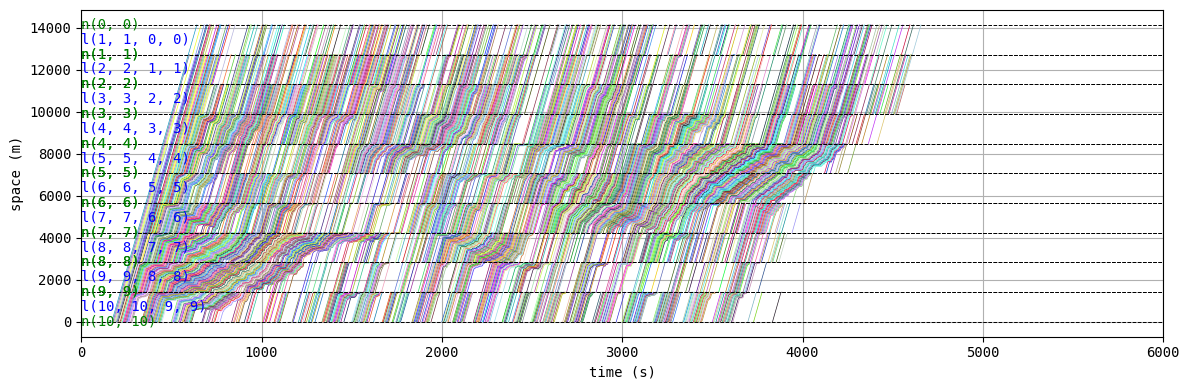 14000
12000
10000
8000
6000
4000
2000
0
space (m)
n(0, 0)
l(1, 1, 0, 0)
n(1, 1)
l(2, 2, 1, 1)
n(2, 2)
l(3, 3, 2, 2)
n(3, 3)
l(4, 4, 3, 3)
n(4, 4)
l(5, 5, 4, 4)
n(5, 5)
l(6, 6, 5, 5)
n(6, 6)
l(7, 7, 6, 6)
n(7, 7)
l(8, 8, 7, 7)
n(8, 8)
l(9, 9, 8, 8)
n(9, 9)
l(10, 10, 9, 9)
n(10, 10)
0 1000 2000 3000 4000 5000 6000
time (s)